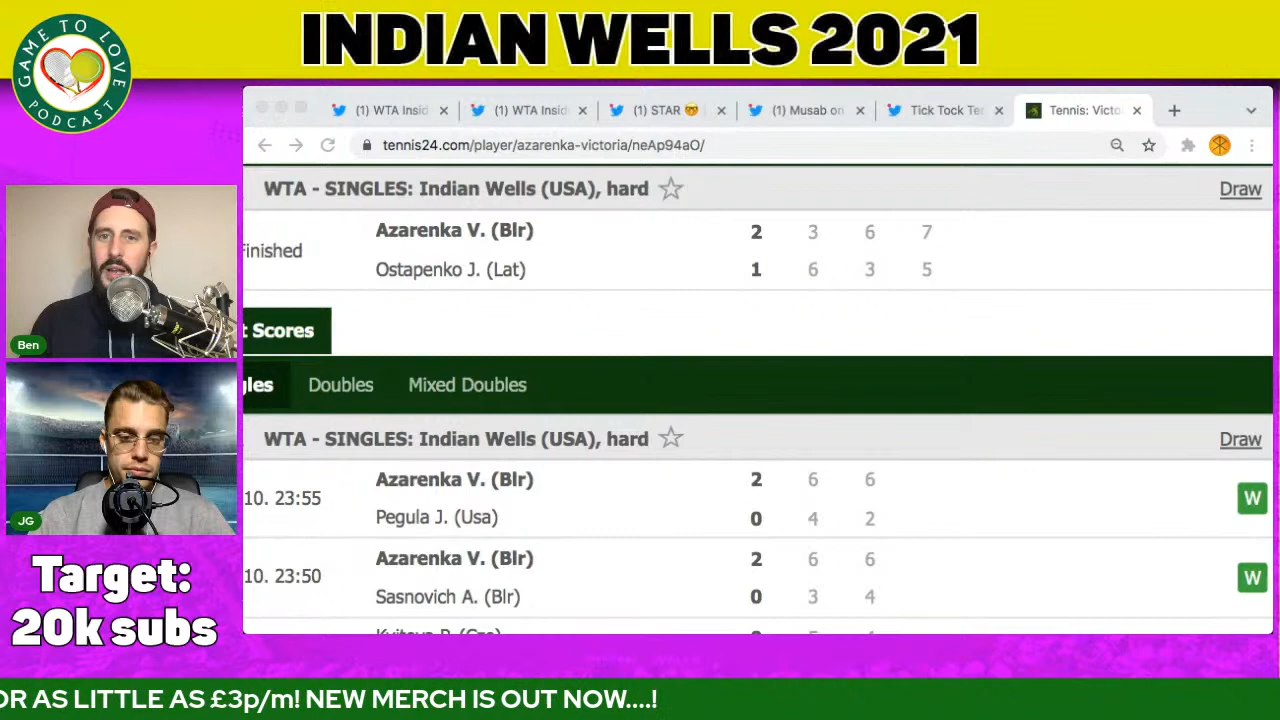 INDIAN WELLS 2021
GAME TO LOVE
PODCAST
(1) WTA Insid
(1) WTA Insid
(1) STAR 🤓
(1) Musab on
Tick Tock Ten
Tennis: Victo
tennis24.com/player/azarenka-victoria/neAp94aO/
WTA - SINGLES: Indian Wells (USA), hard Draw
Finished
Azarenka V. (Blr) 2 3 6 7
Ostapenko J. (Lat) 1 6 3 5
t Scores
gles Doubles Mixed Doubles
WTA - SINGLES: Indian Wells (USA), hard Draw
10. 23:55
Azarenka V. (Blr) 2 6 6
Pegula J. (Usa) 0 4 2
W
10. 23:50
Azarenka V. (Blr) 2 6 6
Sasnovich A. (Blr) 0 3 4
W
Ben
JG
Target:
20k subs
OR AS LITTLE AS £3p/m! NEW MERCH IS OUT NOW....!